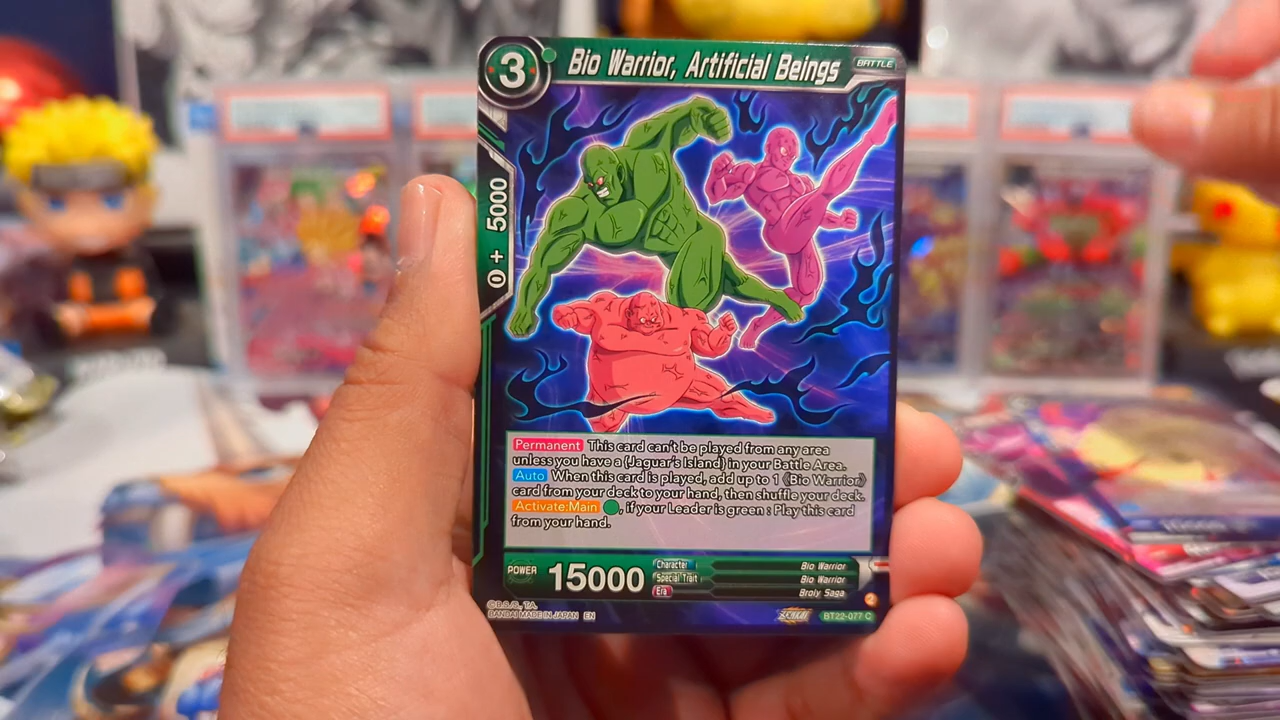 3
Bio Warrior, Artificial Beings
BATTLE
0 + 5000
Permanent This card can't be played from any area
unless you have a {Jaguar's Island} in your Battle Area.
Auto When this card is played, add up to 1 《Bio Warrior》
card from your deck to your hand, then shuffle your deck.
Activate:Main , if your Leader is green : Play this card
from your hand.
POWER 15000
Character Bio Warrior
Special Trait Bio Warrior
Era Broly Saga
©B.S./S., T.A.
BANDAI MADE IN JAPAN EN
BT22-077 C